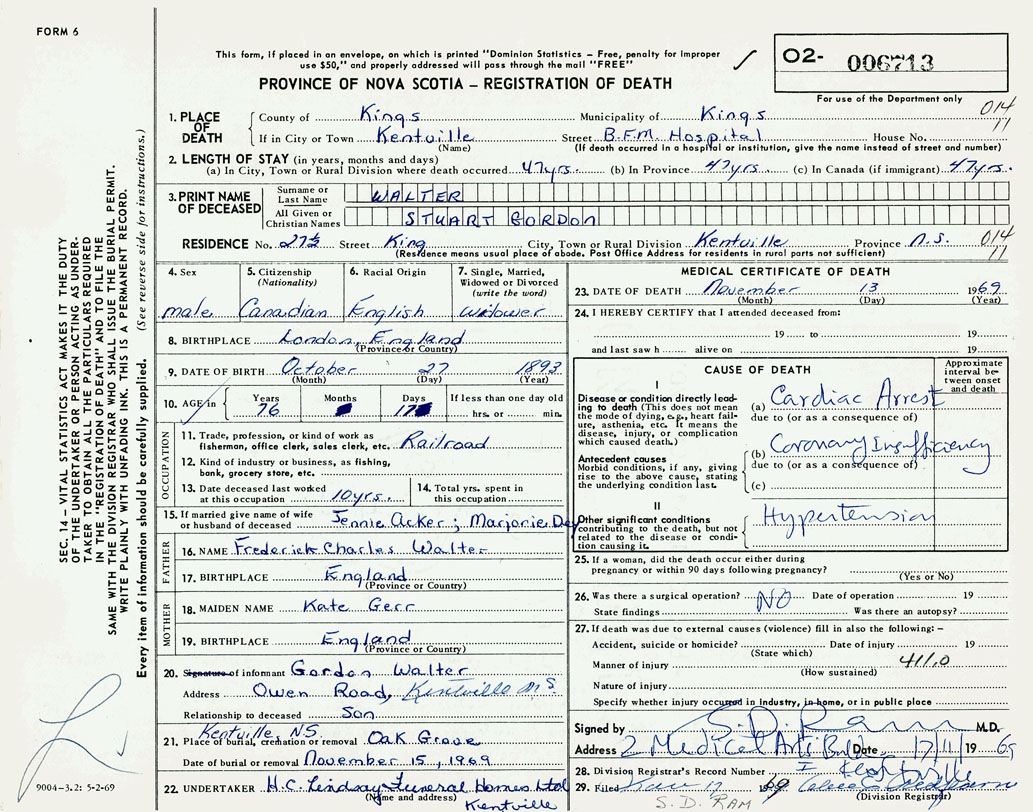 FORM 6
This form, if placed in an envelope, on which is printed "Dominion Statistics – Free, penalty for improper
use $50," and properly addressed will pass through the mail "FREE"
PROVINCE OF NOVA SCOTIA – REGISTRATION OF DEATH
O2- 006713
For use of the Department only
014
11
1. PLACE OF DEATH
County of Kings Municipality of Kings
If in City or Town Kentville Street B.F.M. Hospital House No.
(Name) (If death occurred in a hospital or institution, give the name instead of street and number)
2. LENGTH OF STAY (in years, months and days)
(a) In City, Town or Rural Division where death occurred 47yrs. (b) In Province 47yrs. (c) In Canada (if immigrant) 47yrs.
3. PRINT NAME OF DECEASED
Surname or Last Name WALTER
All Given or Christian Names STUART GORDON
RESIDENCE No. 27½ Street King City, Town or Rural Division Kentville Province N.S. 014
(Residence means usual place of abode. Post Office Address for residents in rural parts not sufficient) 11
4. Sex
male
5. Citizenship
(Nationality)
Canadian
6. Racial Origin
English
7. Single, Married,
Widowed or Divorced
(write the word)
widower
8. BIRTHPLACE London, England
(Province or Country)
9. DATE OF BIRTH October 27 1893
(Month) (Day) (Year)
10. AGE in Years Months Days If less than one day old
76 17 hrs. or min.
OCCUPATION
11. Trade, profession, or kind of work as
fisherman, office clerk, sales clerk, etc. Railroad
12. Kind of industry or business, as fishing,
bank, grocery store, etc.
13. Date deceased last worked
at this occupation 10yrs.
14. Total yrs. spent in
this occupation
15. If married give name of wife
or husband of deceased Jennie Acker; Marjorie Dey
FATHER
16. NAME Frederick Charles Walter
17. BIRTHPLACE England
(Province or Country)
MOTHER
18. MAIDEN NAME Kate Gerr
19. BIRTHPLACE England
(Province or Country)
20. Signature of informant Gordon Walter
Address Owen Road, Kentville N.S.
Relationship to deceased Son
Kentville, N.S.
21. Place of burial, cremation or removal Oak Grove
Date of burial or removal November 15, 1969
22. UNDERTAKER H.C. Lindsay Funeral Homes Ltd
(Name and address) Kentville
MEDICAL CERTIFICATE OF DEATH
23. DATE OF DEATH November 13 1969
(Month) (Day) (Year)
24. I HEREBY CERTIFY that I attended deceased from:
19 to 19
and last saw h alive on 19
CAUSE OF DEATH
Approximate interval between onset and death
I
Disease or condition directly leading
to death (This does not mean
the mode of dying, e.g., heart failure,
asthenia, etc. It means the
disease, injury, or complication
which caused death.)
(a) Cardiac Arrest
due to (or as a consequence of)
Antecedent causes
Morbid conditions, if any, giving
rise to the above cause, stating
the underlying condition last.
(b) Coronary Insufficiency
due to (or as a consequence of)
(c)
II
Other significant conditions
contributing to the death, but not
related to the disease or condition
causing it.
Hypertension
25. If a woman, did the death occur either during
pregnancy or within 90 days following pregnancy?
(Yes or No)
26. Was there a surgical operation? NO Date of operation 19
State findings Was there an autopsy?
27. If death was due to external causes (violence) fill in also the following: –
Accident, suicide or homicide? Date of injury 19
(State which)
Manner of injury 411.0
(How sustained)
Nature of injury
Specify whether injury occurred in industry, in home, or in public place
Signed by S.D. Ram M.D.
Address 2 Medical Arts Bld Date 17/11 1969
28. Division Registrar's Record Number Kentville
29. Filed Nov 17 1969
(Division Registrar)
S.D. RAM
SEC. 14 – VITAL STATISTICS ACT MAKES IT THE DUTY
OF THE UNDERTAKER OR PERSON ACTING AS UNDERTAKER
TO OBTAIN ALL THE PARTICULARS REQUIRED
IN THE "REGISTRATION OF DEATH" AND TO FILE THE
SAME WITH THE DIVISION REGISTRAR WHO SHALL ISSUE THE BURIAL PERMIT.
WRITE PLAINLY WITH UNFADING INK. THIS IS A PERMANENT RECORD.
Every item of information should be carefully supplied. (See reverse side for instructions.)
9004-3.2: 5-2-69